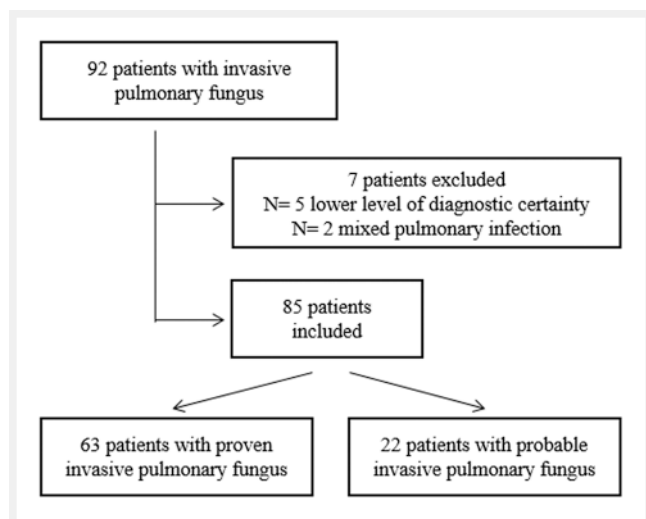 92 patients with invasive
pulmonary fungus
7 patients excluded
N= 5 lower level of diagnostic certainty
N= 2 mixed pulmonary infection
85 patients
included
63 patients with proven
invasive pulmonary fungus
22 patients with probable
invasive pulmonary fungus